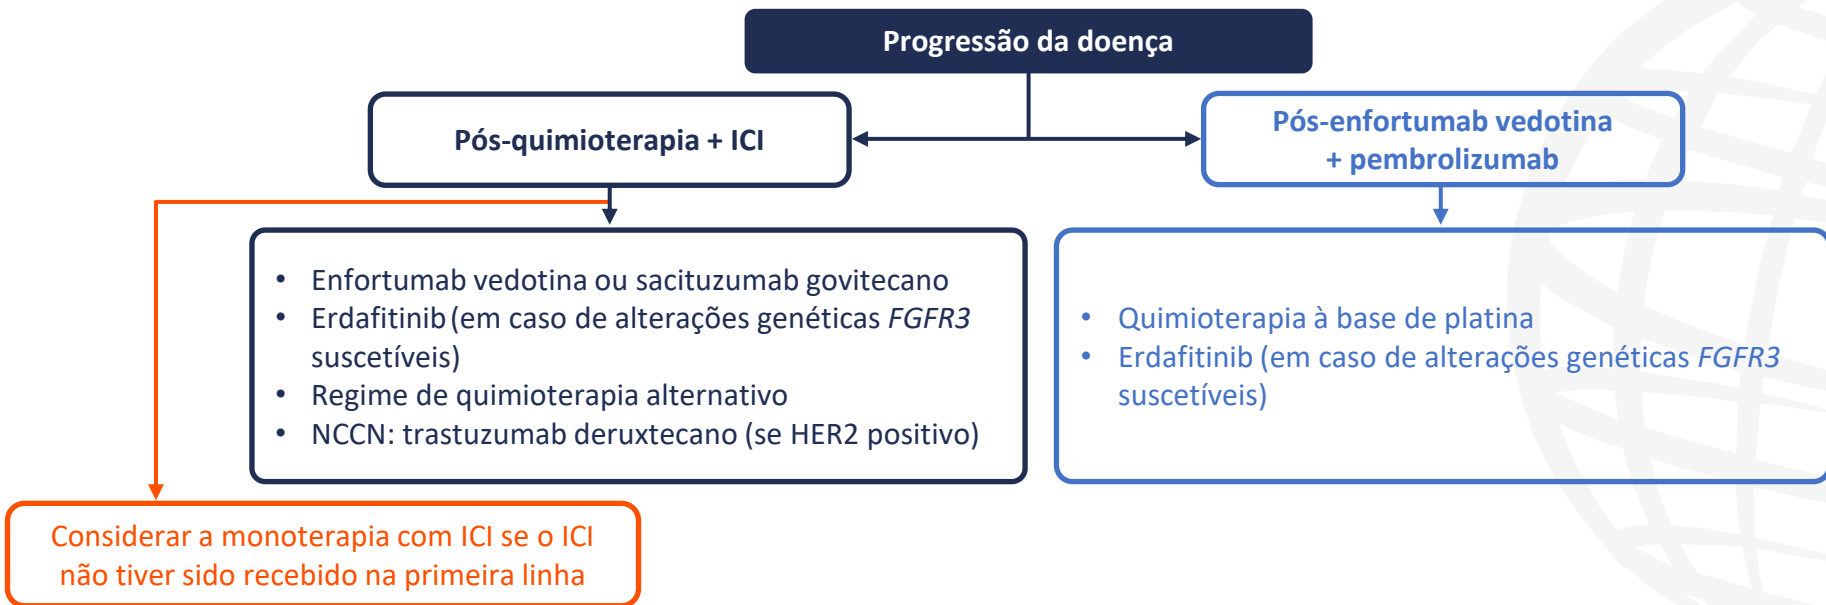 Progressão da doença
Pós-quimioterapia + ICI
Pós-enfortumab vedotina
+ pembrolizumab
• Enfortumab vedotina ou sacituzumab govitecano
• Erdafitinib (em caso de alterações genéticas FGFR3
suscetíveis)
• Regime de quimioterapia alternativo
• NCCN: trastuzumab deruxtecano (se HER2 positivo)
• Quimioterapia à base de platina
• Erdafitinib (em caso de alterações genéticas FGFR3
suscetíveis)
Considerar a monoterapia com ICI se o ICI
não tiver sido recebido na primeira linha